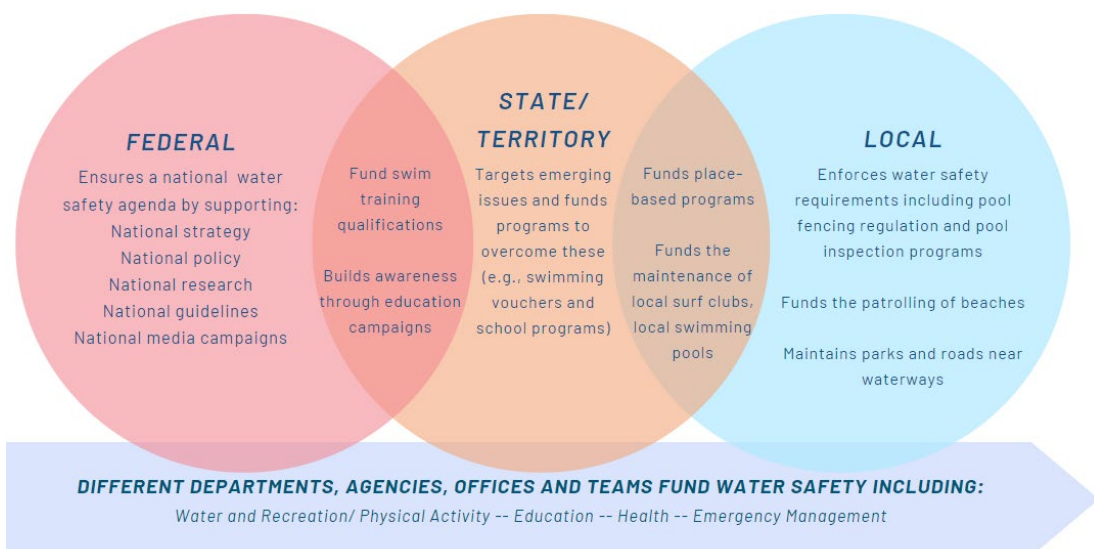 FEDERAL
Ensures a national water
safety agenda by supporting:
National strategy
National policy
National research
National guidelines
National media campaigns
Fund swim
training
qualifications
Builds awareness
through education
campaigns
STATE/
TERRITORY
Targets emerging
issues and funds
programs to
overcome these
(e.g., swimming
vouchers and
school programs)
Funds place-
based programs
Funds the
maintenance of
local surf clubs,
local swimming
pools
LOCAL
Enforces water safety
requirements including pool
fencing regulation and pool
inspection programs
Funds the patrolling of beaches
Maintains parks and roads near
waterways
DIFFERENT DEPARTMENTS, AGENCIES, OFFICES AND TEAMS FUND WATER SAFETY INCLUDING:
Water and Recreation/ Physical Activity -- Education -- Health -- Emergency Management